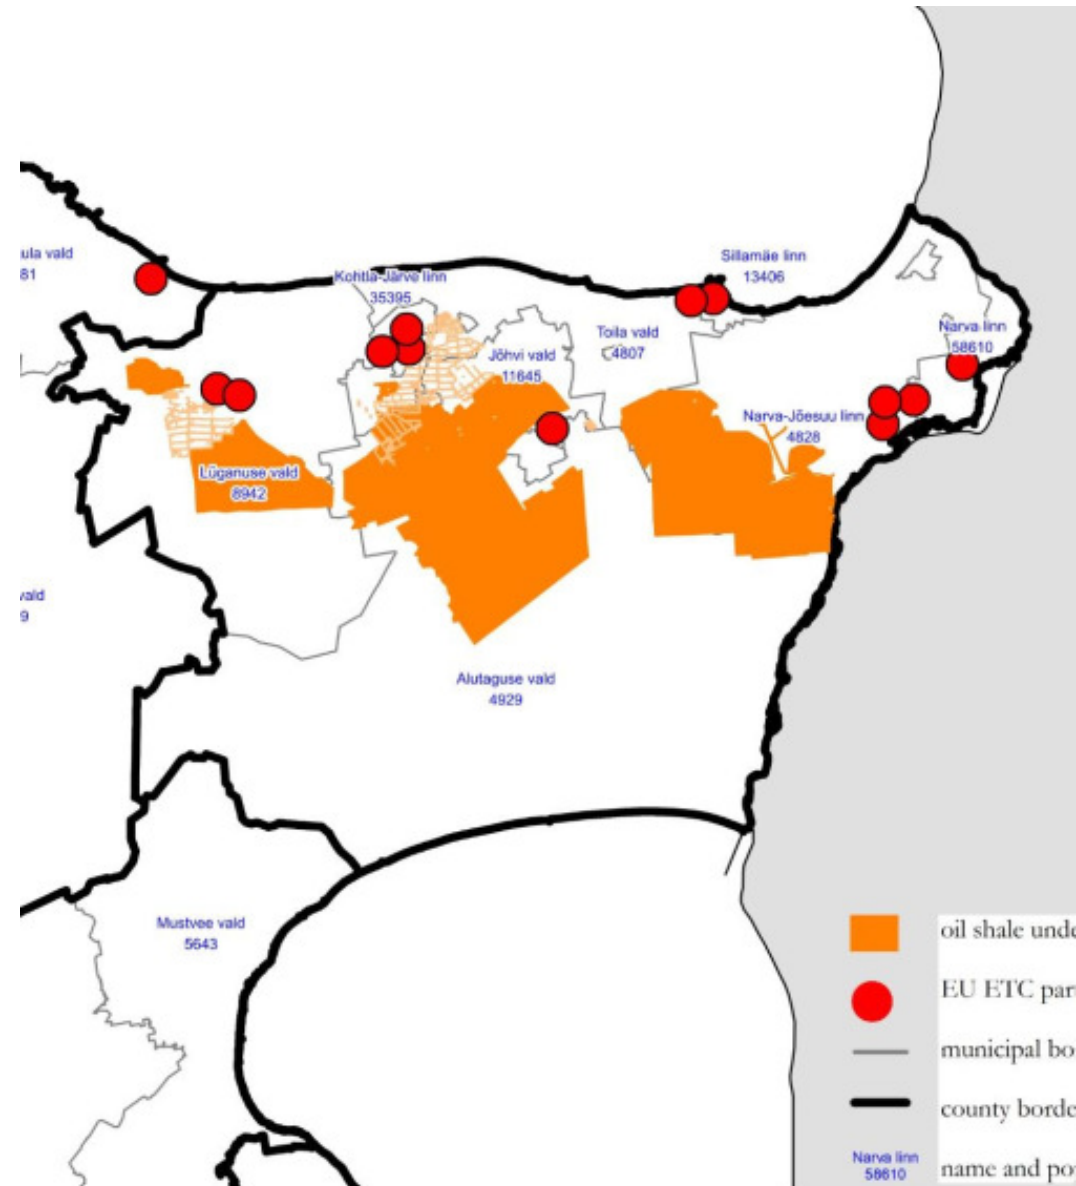 ula vald
81
Kohtla-Järve linn
35395
Sillamäe linn
13406
Toila vald
4807
Narva linn
58610
Jõhvi vald
11645
Narva-Jõesuu linn
4828
Lüganuse vald
8942
vald
9
Alutaguse vald
4929
Mustvee vald
5643
oil shale unde
EU ETC par
municipal bo
county borde
Narva linn
58610
name and po